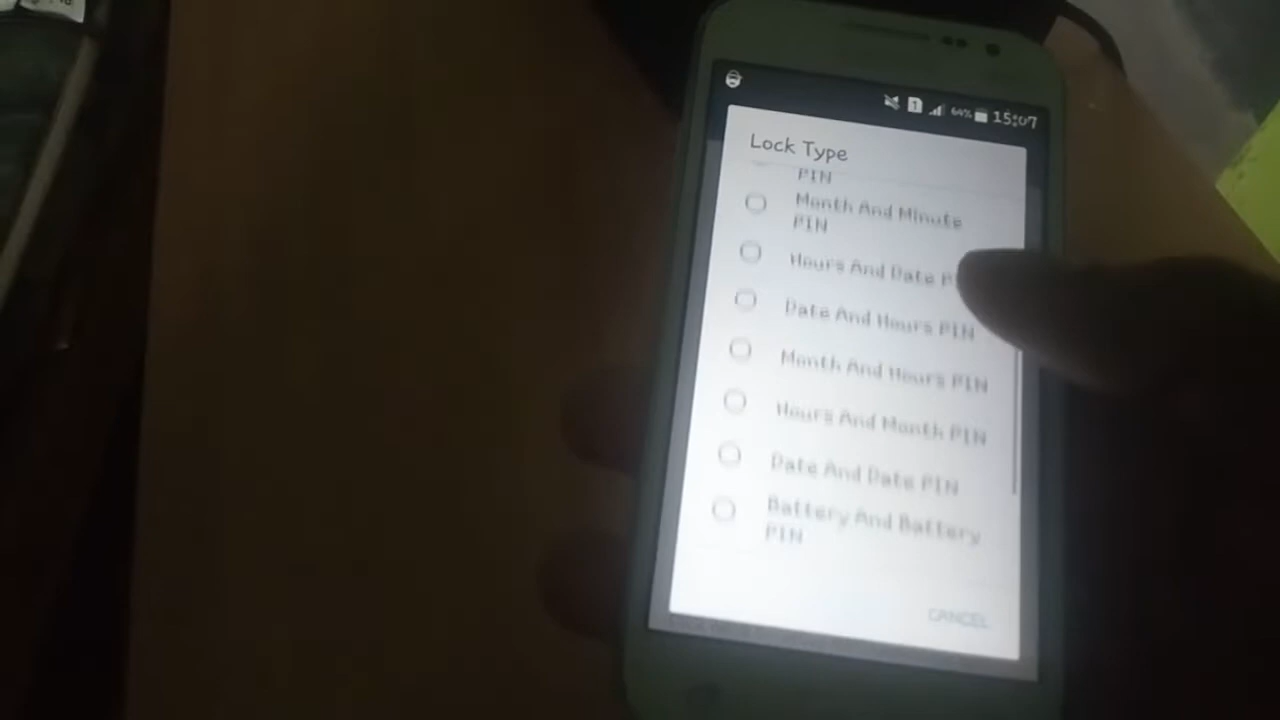 64% 15:07
Lock Type
PIN
Month And Minute
PIN
Hours And Date
Date And Hours PIN
Month And Hours PIN
Hours And Month PIN
Date And Date PIN
Battery And Battery
PIN
CANCEL